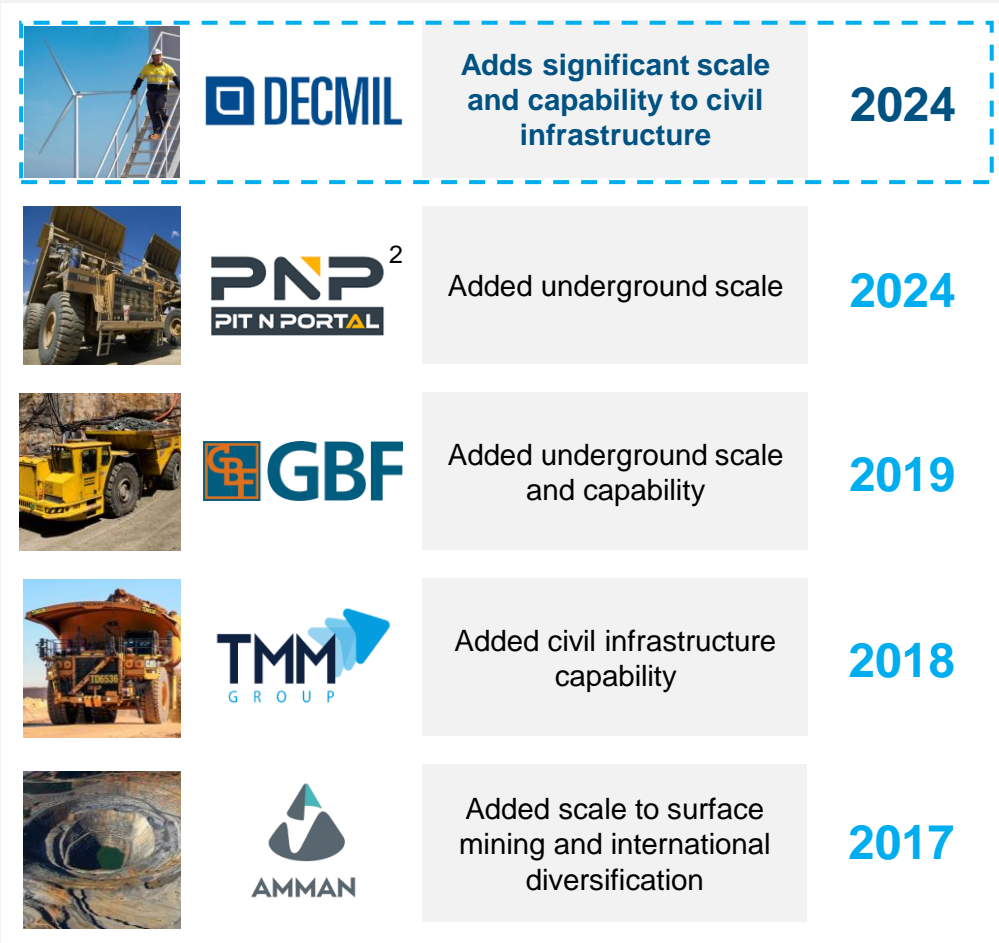 DECMIL
Adds significant scale
and capability to civil
infrastructure
2024
PNP 2
PIT N PORTAL
Added underground scale
2024
GBF GBF
Added underground scale
and capability
2019
TD6536
TMM
GROUP
Added civil infrastructure
capability
2018
AMMAN
Added scale to surface
mining and international
diversification
2017